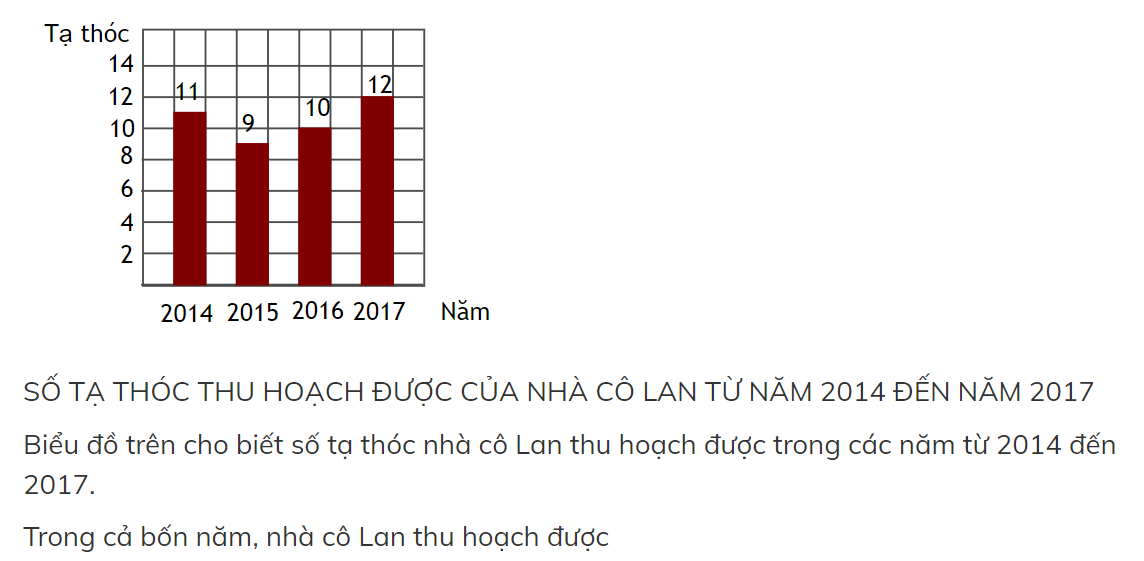 Tạ thóc
14
12
10
8
6
4
2
11
9
10
12
2014 2015 2016 2017 Năm
SỐ TẠ THÓC THU HOẠCH ĐƯỢC CỦA NHÀ CÔ LAN TỪ NĂM 2014 ĐẾN NĂM 2017
Biểu đồ trên cho biết số tạ thóc nhà cô Lan thu hoạch được trong các năm từ 2014 đến
2017.
Trong cả bốn năm, nhà cô Lan thu hoạch được